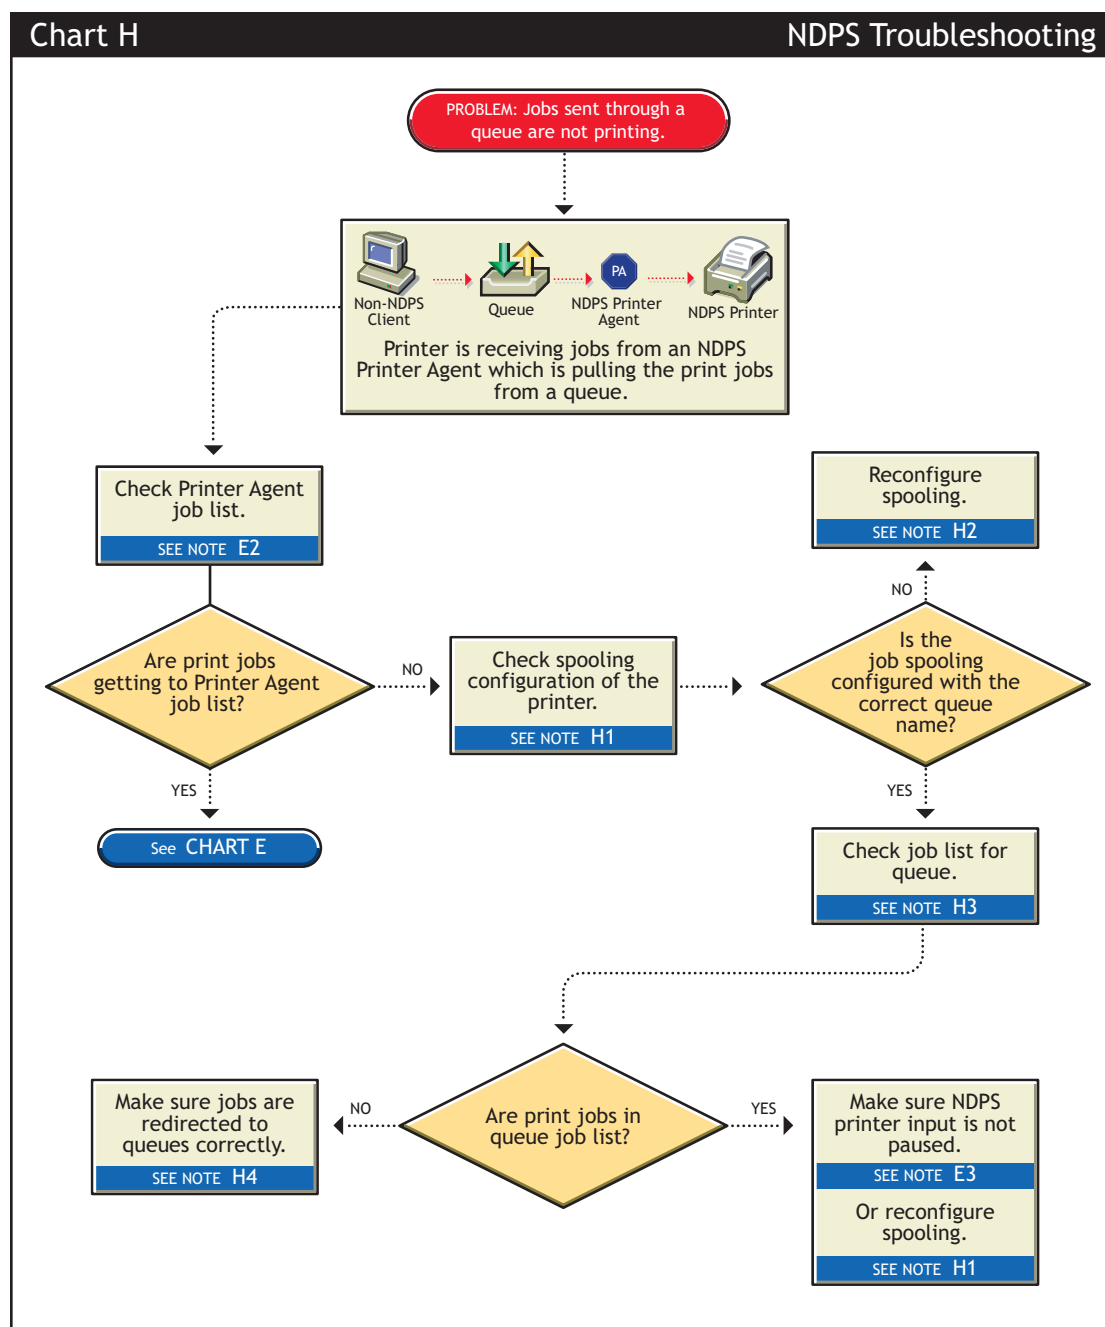 Chart H
NDPS Troubleshooting
PROBLEM: Jobs sent through a
queue are not printing.
Non-NDPS
Client
Queue
PA
NDPS Printer
Agent
NDPS Printer
Printer is receiving jobs from an NDPS
Printer Agent which is pulling the print jobs
from a queue.
Check Printer Agent
job list.
SEE NOTE E2
Reconfigure
spooling.
SEE NOTE H2
NO
Are print jobs
getting to Printer Agent
job list?
NO
Check spooling
configuration of the
printer.
SEE NOTE H1
Is the
job spooling
configured with the
correct queue
name?
YES
See CHART E
YES
Check job list for
queue.
SEE NOTE H3
Make sure jobs are
redirected to
queues correctly.
SEE NOTE H4
NO
Are print jobs in
queue job list?
YES
Make sure NDPS
printer input is not
paused.
SEE NOTE E3
Or reconfigure
spooling.
SEE NOTE H1